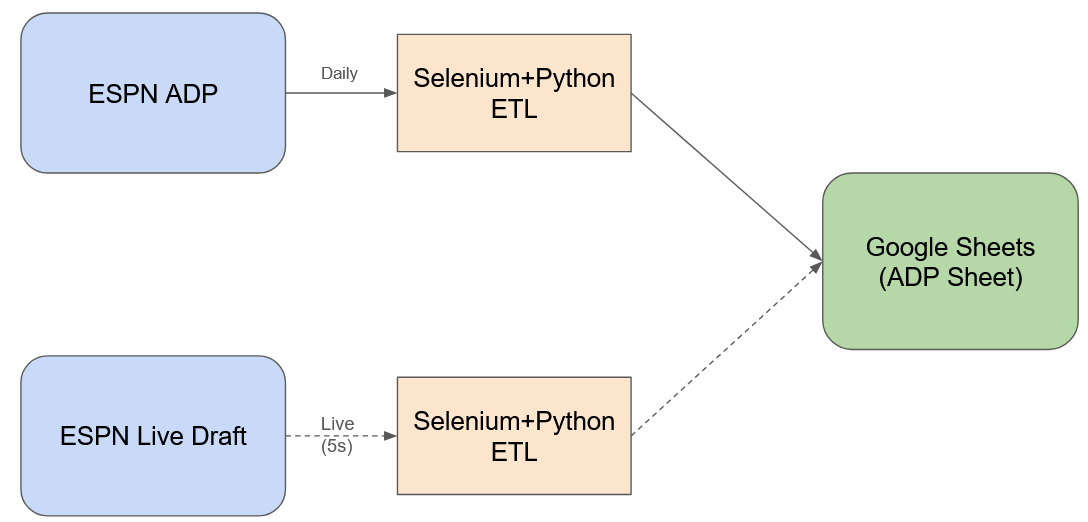 ESPN ADP
Daily
Selenium+Python
ETL
Google Sheets
(ADP Sheet)
ESPN Live Draft
Live
(5s)
Selenium+Python
ETL